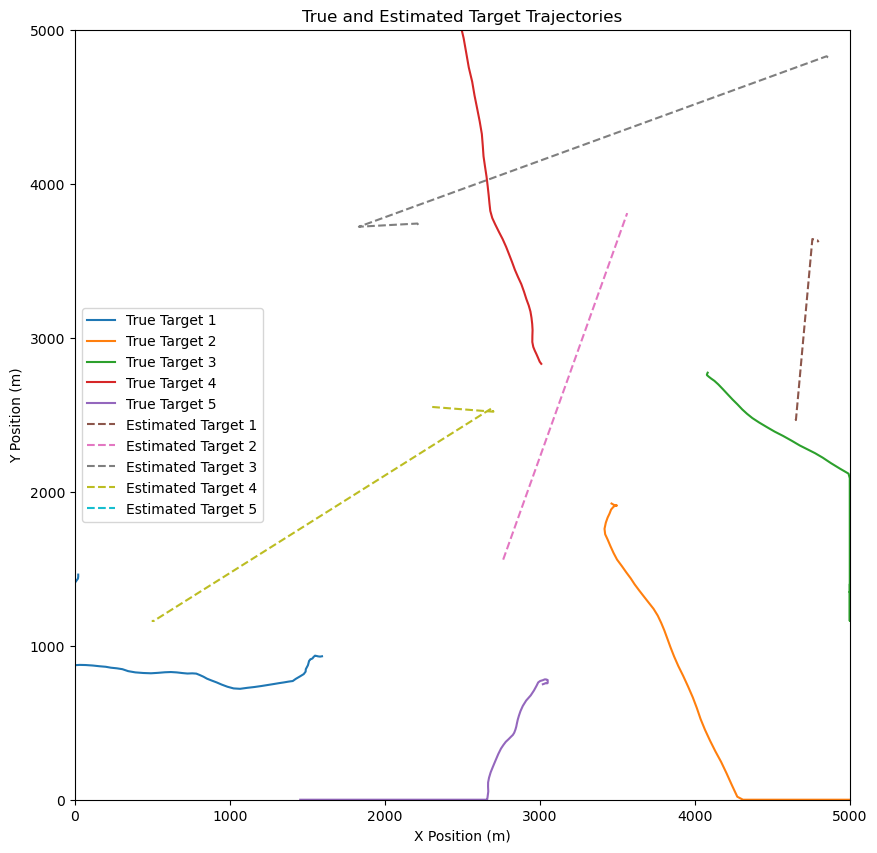 True and Estimated Target Trajectories
5000
4000
3000
2000
1000
0
Y Position (m)
True Target 1
True Target 2
True Target 3
True Target 4
True Target 5
Estimated Target 1
Estimated Target 2
Estimated Target 3
Estimated Target 4
Estimated Target 5
0 1000 2000 3000 4000 5000
X Position (m)